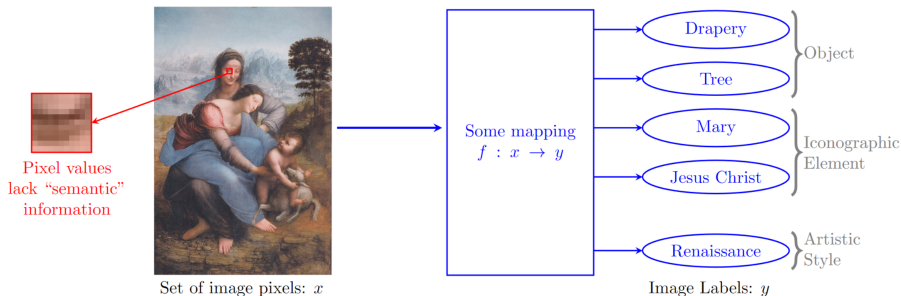 Pixel values
lack “semantic”
information
Set of image pixels: x
Some mapping
f : x → y
Drapery
Tree
Mary
Jesus Christ
Renaissance
Object
Iconographic
Element
Artistic
Style
Image Labels: y